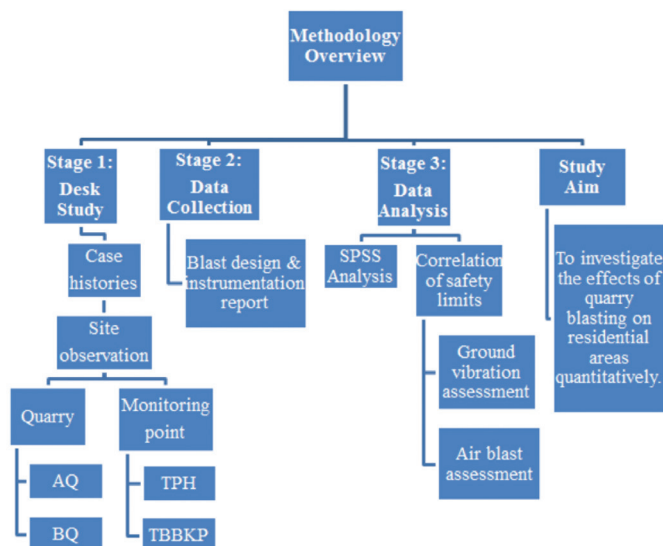 Methodology
Overview
Stage 1:
Desk
Study
Case
histories
Site
observation
Quarry
AQ
BQ
Monitoring
point
TPH
TBBKP
Stage 2:
Data
Collection
Blast design &
instrumentation
report
Stage 3:
Data
Analysis
SPSS
Analysis
Correlation
of safety
limits
Ground
vibration
assessment
Air blast
assessment
Study
Aim
To investigate
the effects of
quarry
blasting on
residential
areas
quantitatively.